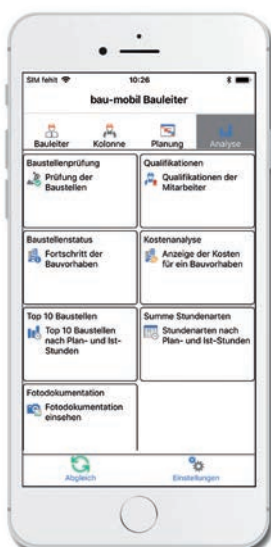 SIM fehlt 10:26
bau-mobil Bauleiter
Bauleiter Kolonne Planung Analyse
Baustellenprüfung
Prüfung der
Baustellen
Qualifikationen
Qualifikationen der
Mitarbeiter
Baustellenstatus
Fortschritt der
Bauvorhaben
Kostenanalyse
Anzeige der Kosten
für ein Bauvorhaben
Top 10 Baustellen
Top 10 Baustellen
nach Plan- und Ist-
Stunden
Summe Stundenarten
Stundenarten nach
Plan- und Ist-Stunden
Fotodokumentation
Fotodokumentation
einsehen
Abgleich Einstellungen